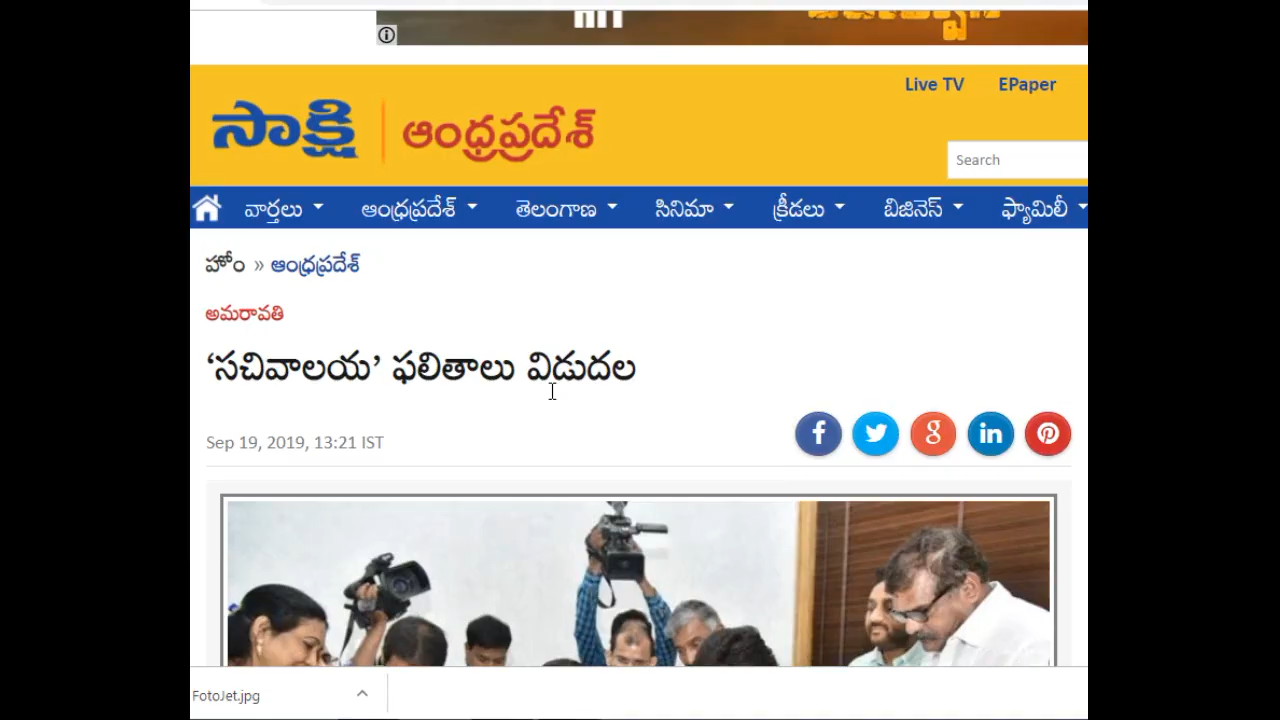 Live TV EPaper
సాక్షి ఆంధ్రప్రదేశ్
Search
వార్తలు ఆంధ్రప్రదేశ్ తెలంగాణ సినిమా క్రీడలు బిజినెస్ ఫ్యామిలీ
హోం » ఆంధ్రప్రదేశ్
అమరావతి
‘సచివాలయ’ ఫలితాలు విడుదల
Sep 19, 2019, 13:21 IST
FotoJet.jpg